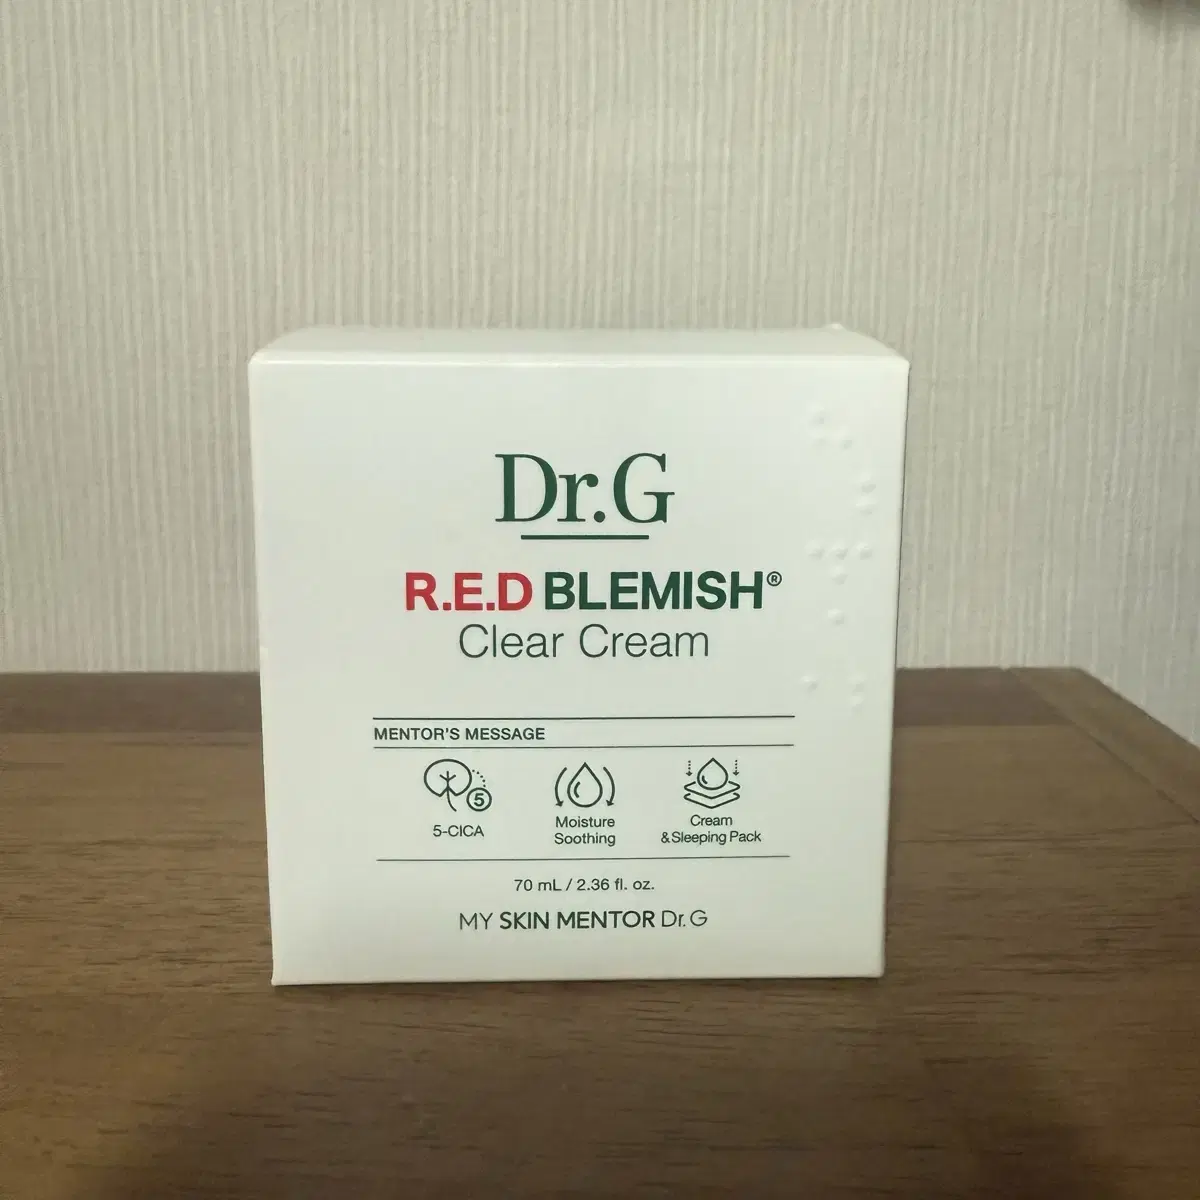 Dr.G
R.E.D BLEMISH®
Clear Cream
MENTOR'S MESSAGE
5
5-CICA
Moisture
Soothing
Cream
&Sleeping Pack
70 mL / 2.36 fl. oz.
MY SKIN MENTOR Dr.G